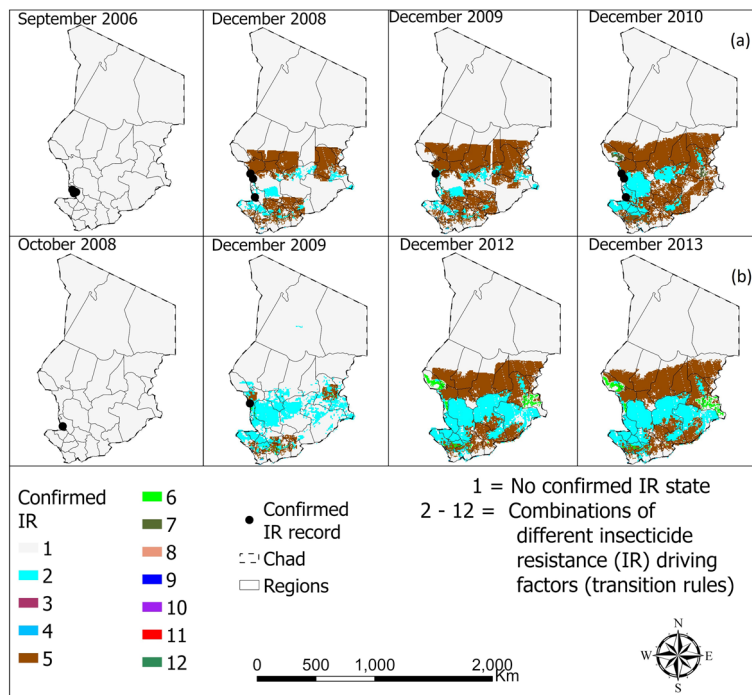 September 2006
December 2008
December 2009
December 2010
(a)
October 2008
December 2009
December 2012
December 2013
(b)
Confirmed
IR
1
2
3
4
5
6
7
8
9
10
11
12
Confirmed
IR record
Chad
Regions
1 = No confirmed IR state
2 - 12 = Combinations of
different insecticide
resistance (IR) driving
factors (transition rules)
0 500 1,000 2,000
Km
N
W E
S